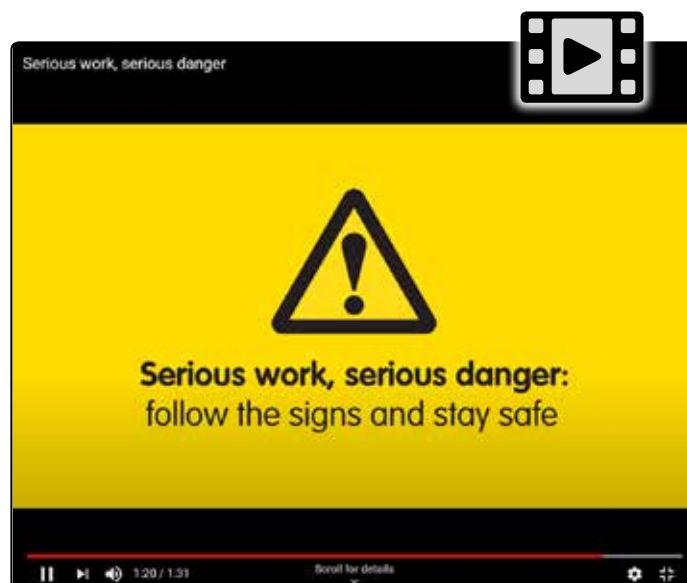 Serious work, serious danger
Serious work, serious danger:
follow the signs and stay safe
1:20 / 1:31
Scroll for details